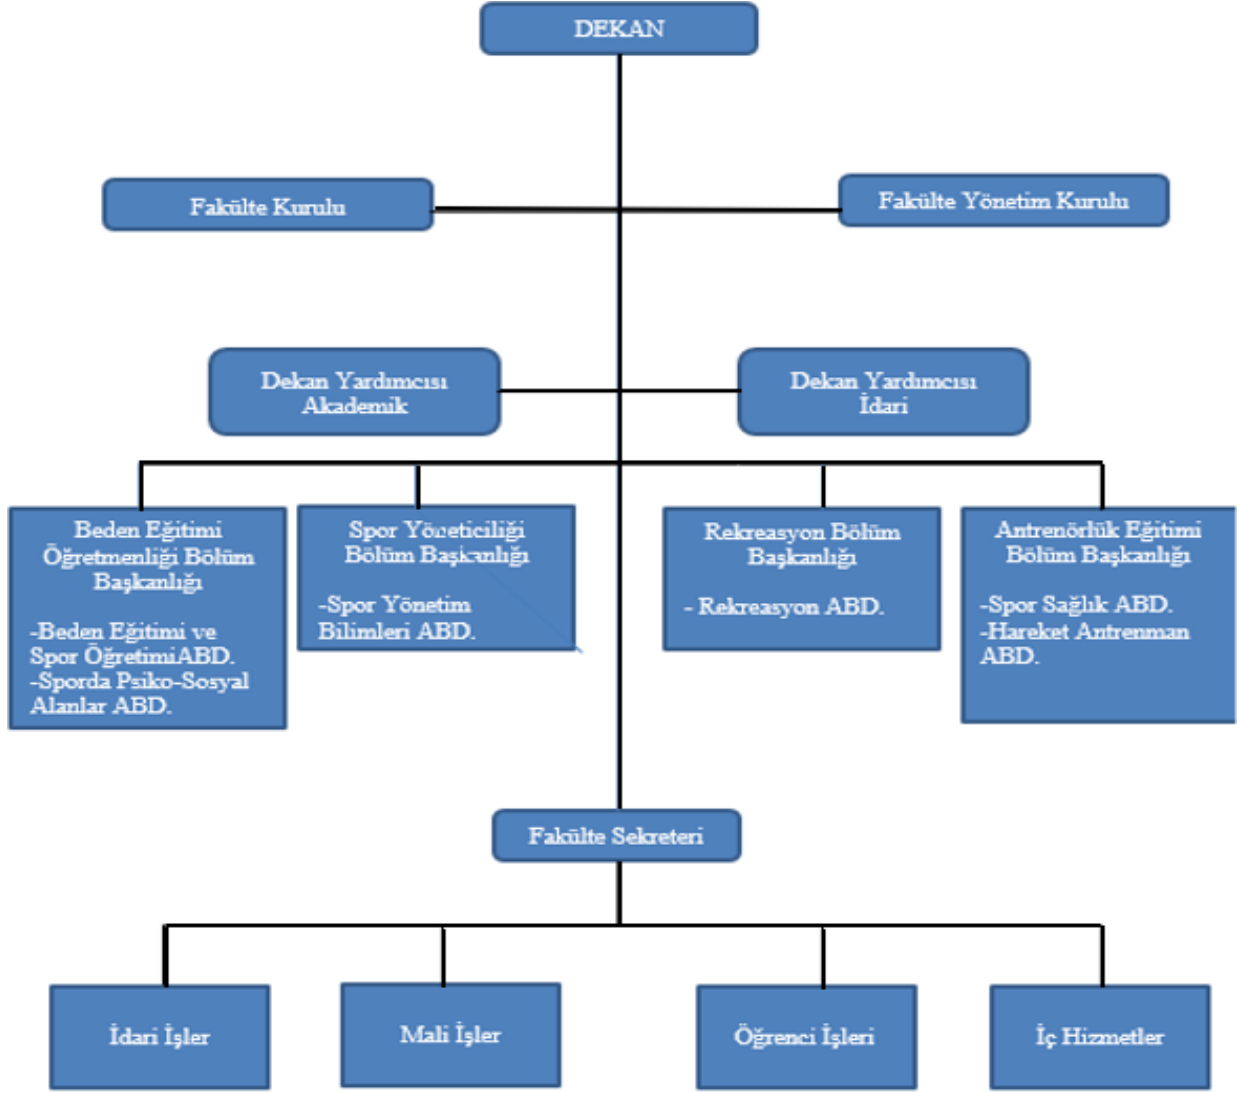 DEKAN
Fakülte Kurulu
Fakülte Yönetim Kurulu
Dekan Yardımcısı
Akademik
Dekan Yardımcısı
İdari
Beden Eğitimi
Öğretmenliği Bölüm
Başkanlığı
-Beden Eğitimi ve
Spor ÖğretimiABD.
-Sporda Psiko-Sosyal
Alanlar ABD.
Spor Yöneticiliği
Bölüm Başkanlığı
-Spor Yönetim
Bilimleri ABD.
Rekreasyon Bölüm
Başkanlığı
- Rekreasyon ABD.
Antrenörlük Eğitimi
Bölüm Başkanlığı
-Spor Sağlık ABD.
-Hareket Antrenman
ABD.
Fakülte Sekreteri
İdari İşler
Mali İşler
Öğrenci İşleri
İç Hizmetler